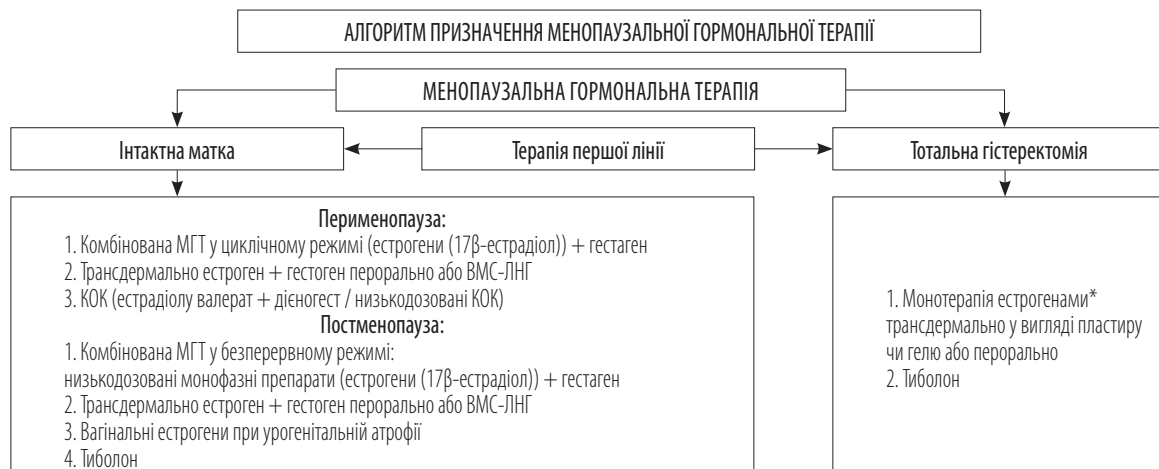 АЛГОРИТМ ПРИЗНАЧЕННЯ МЕНОПАУЗАЛЬНОЇ ГОРМОНАЛЬНОЇ ТЕРАПІЇ
МЕНОПАУЗАЛЬНА ГОРМОНАЛЬНА ТЕРАПІЯ
Інтактна матка
Терапія першої лінії
Тотальна гістеректомія
Перименопауза:
1. Комбінована МГТ у циклічному режимі (естрогени (17β-естрадіол)) + гестаген
2. Трансдермально естроген + гестоген перорально або ВМС-ЛНГ
3. КОК (естрадіолу валерат + дієногест / низькодозовані КОК)
Постменопауза:
1. Комбінована МГТ у безперервному режимі:
низькодозовані монофазні препарати (естрогени (17β-естрадіол)) + гестаген
2. Трансдермально естроген + гестоген перорально або ВМС-ЛНГ
3. Вагінальні естрогени при урогенітальній атрофії
4. Тиболон
1. Монотерапія естрогенами*
трансдермально у вигляді пластиру
чи гелю або перорально
2. Тиболон